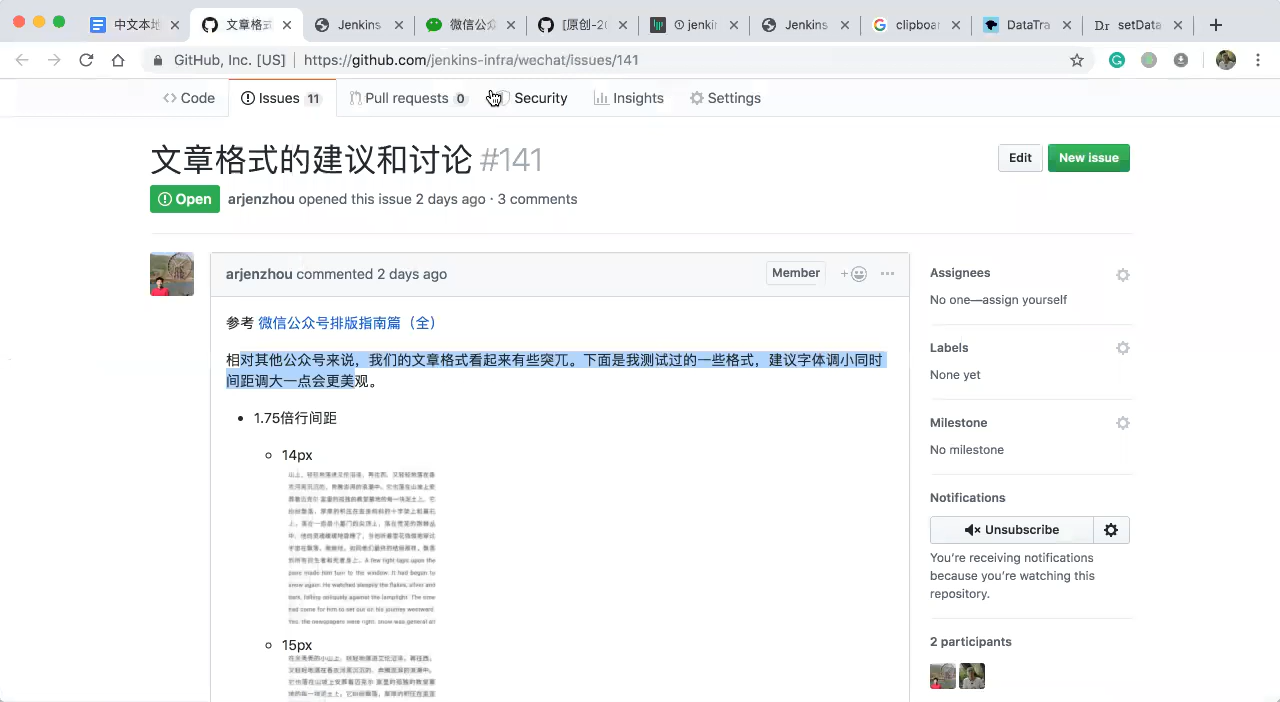 中文本地
文章格式
Jenkins
微信公众
[原创-20
① jenkin
Jenkins
clipboar
DataTra
setData
GitHub, Inc. [US] | https://github.com/jenkins-infra/wechat/issues/141
Code
Issues 11
Pull requests 0
Security
Insights
Settings
文章格式的建议和讨论 #141
Edit
New issue
Open
arjenzhou opened this issue 2 days ago · 3 comments
arjenzhou commented 2 days ago
Member
参考 微信公众号排版指南篇（全）
相对其他公众号来说，我们的文章格式看起来有些突兀。下面是我测试过的一些格式，建议字体调小同时
间距调大一点会更美观。
1.75倍行间距
14px
15px
Assignees
No one—assign yourself
Labels
None yet
Milestone
No milestone
Notifications
Unsubscribe
You’re receiving notifications
because you’re watching this
repository.
2 participants